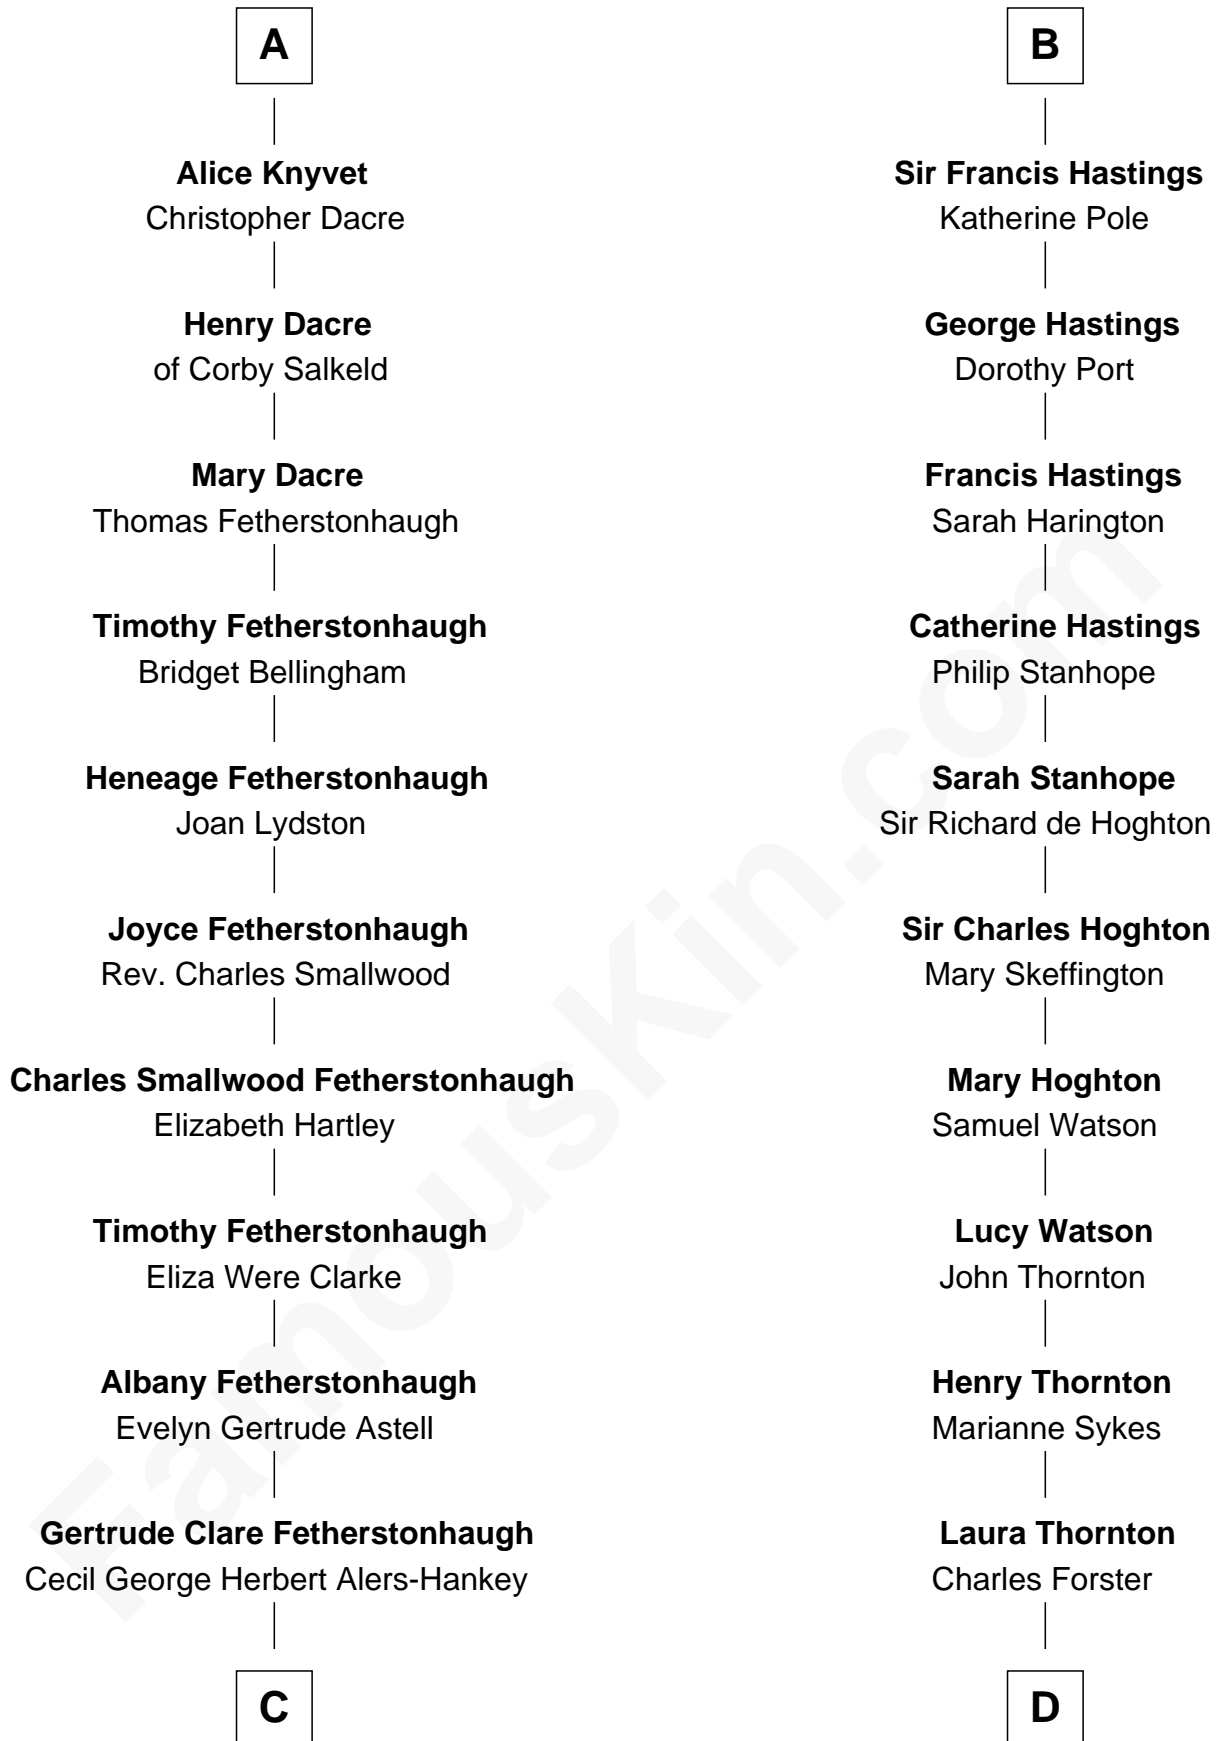 A
Alice Knyvet
Christopher Dacre
Henry Dacre
of Corby Salkeld
Mary Dacre
Thomas Fetherstonhaugh
Timothy Fetherstonhaugh
Bridget Bellingham
Heneage Fetherstonhaugh
Joan Lydston
Joyce Fetherstonhaugh
Rev. Charles Smallwood
Charles Smallwood Fetherstonhaugh
Elizabeth Hartley
Timothy Fetherstonhaugh
Eliza Were Clarke
Albany Fetherstonhaugh
Evelyn Gertrude Astell
Gertrude Clare Fetherstonhaugh
Cecil George Herbert Alers-Hankey
C
B
Sir Francis Hastings
Katherine Pole
George Hastings
Dorothy Port
Francis Hastings
Sarah Harington
Catherine Hastings
Philip Stanhope
Sarah Stanhope
Sir Richard de Hoghton
Sir Charles Hoghton
Mary Skeffington
Mary Hoghton
Samuel Watson
Lucy Watson
John Thornton
Henry Thornton
Marianne Sykes
Laura Thornton
Charles Forster
D
FamousKin.com